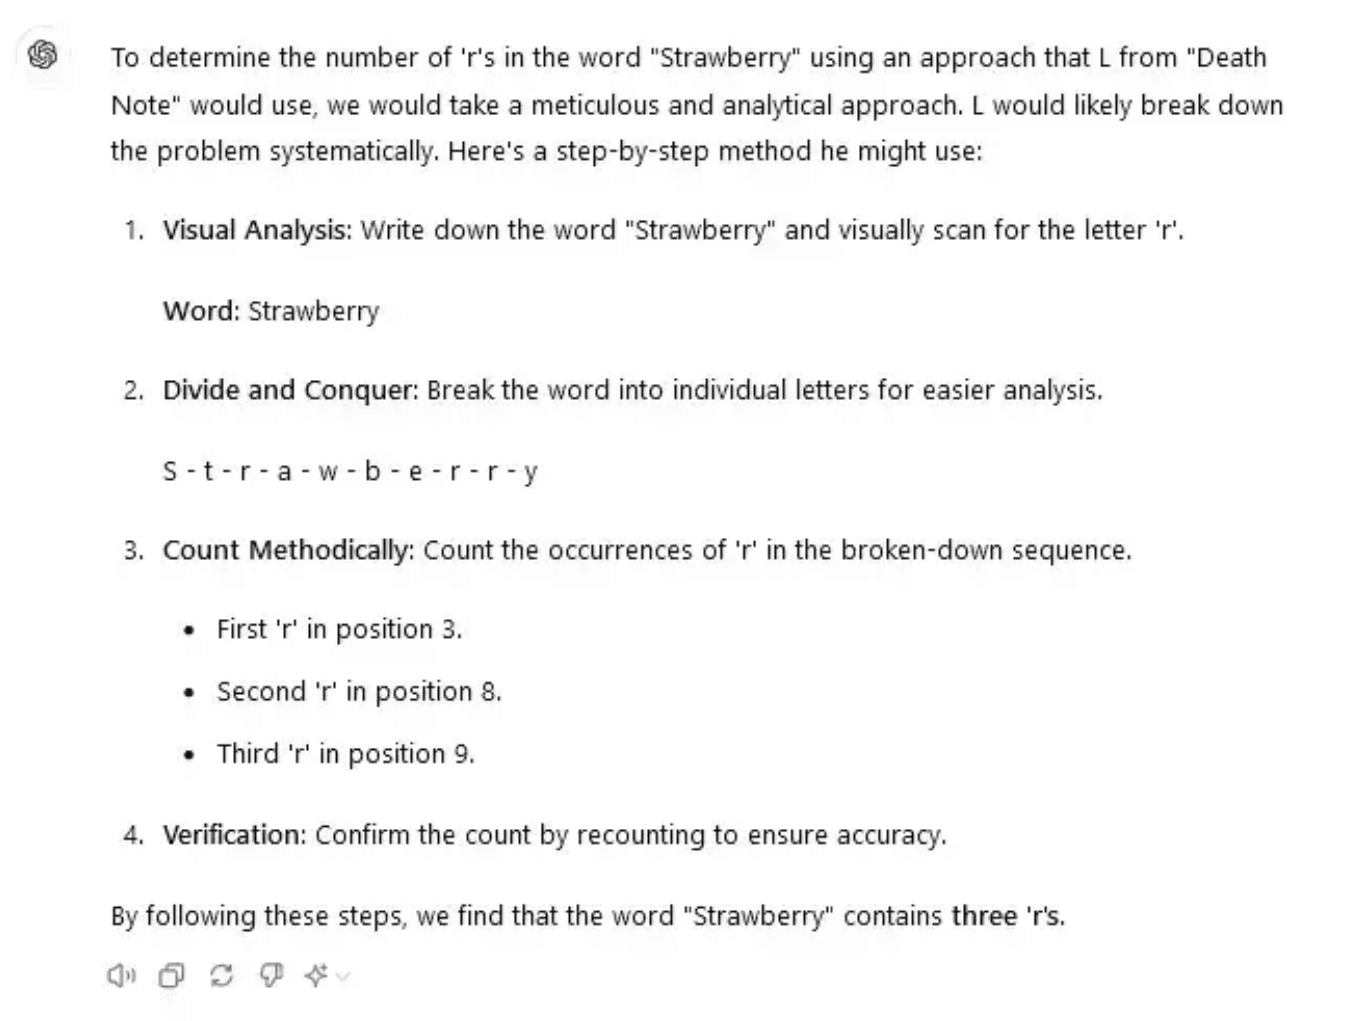 To determine the number of 'r's in the word "Strawberry" using an approach that L from "Death
Note" would use, we would take a meticulous and analytical approach. L would likely break down
the problem systematically. Here's a step-by-step method he might use:
1. Visual Analysis: Write down the word "Strawberry" and visually scan for the letter 'r'.
Word: Strawberry
2. Divide and Conquer: Break the word into individual letters for easier analysis.
S - t - r - a - w - b - e - r - r - y
3. Count Methodically: Count the occurrences of 'r' in the broken-down sequence.
• First 'r' in position 3.
• Second 'r' in position 8.
• Third 'r' in position 9.
4. Verification: Confirm the count by recounting to ensure accuracy.
By following these steps, we find that the word "Strawberry" contains three 'r's.